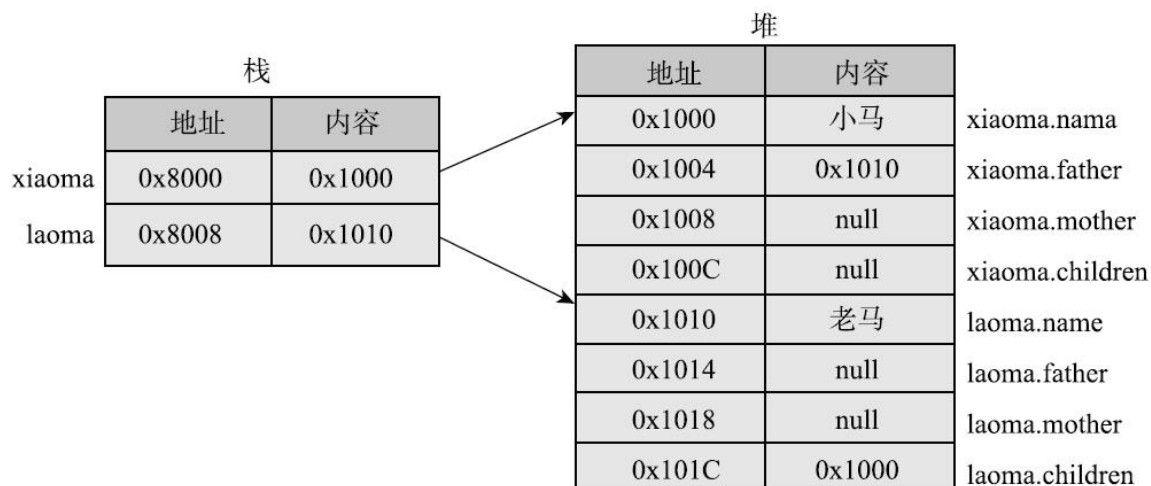 堆
栈
地址 内容
xiaoma 0x8000 0x1000
laoma 0x8008 0x1010
地址 内容
0x1000 小马 xiaoma.nama
0x1004 0x1010 xiaoma.father
0x1008 null xiaoma.mother
0x100C null xiaoma.children
0x1010 老马 laoma.name
0x1014 null laoma.father
0x1018 null laoma.mother
0x101C 0x1000 laoma.children